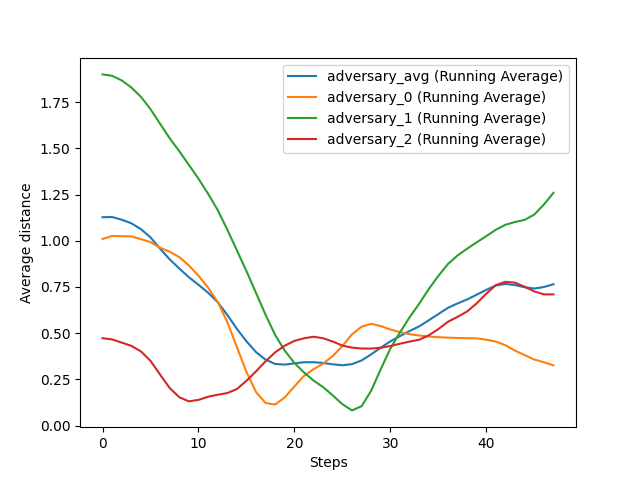 adversary_avg (Running Average)
adversary_0 (Running Average)
adversary_1 (Running Average)
adversary_2 (Running Average)
1.75
1.50
1.25
1.00
0.75
0.50
0.25
0.00
Average distance
0 10 20 30 40
Steps